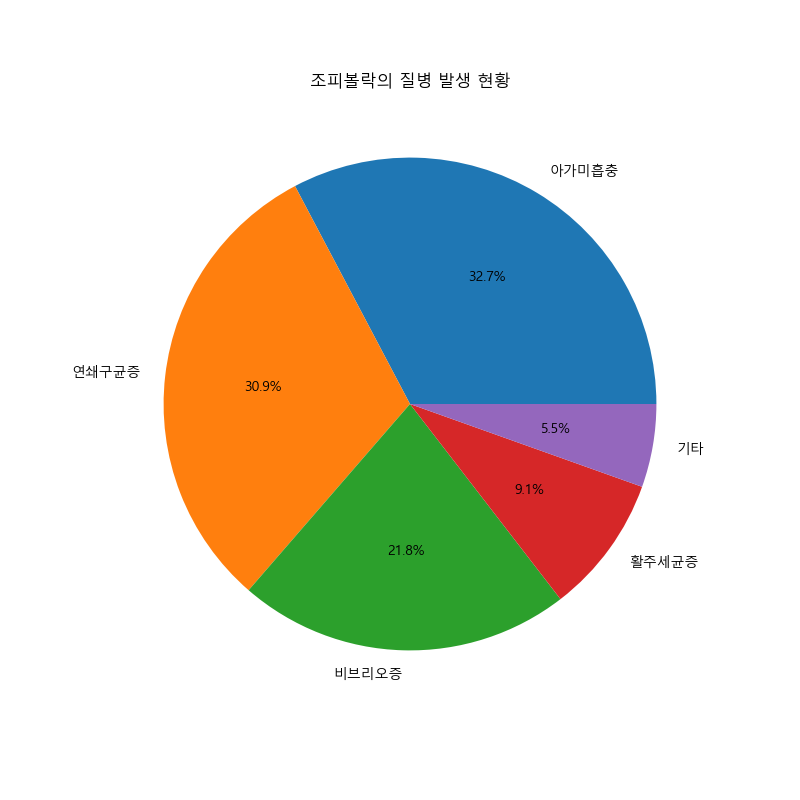 조피볼락의 질병 발생 현황
아가미흡충
32.7%
연쇄구균증
30.9%
비브리오증
21.8%
활주세균증
9.1%
기타
5.5%